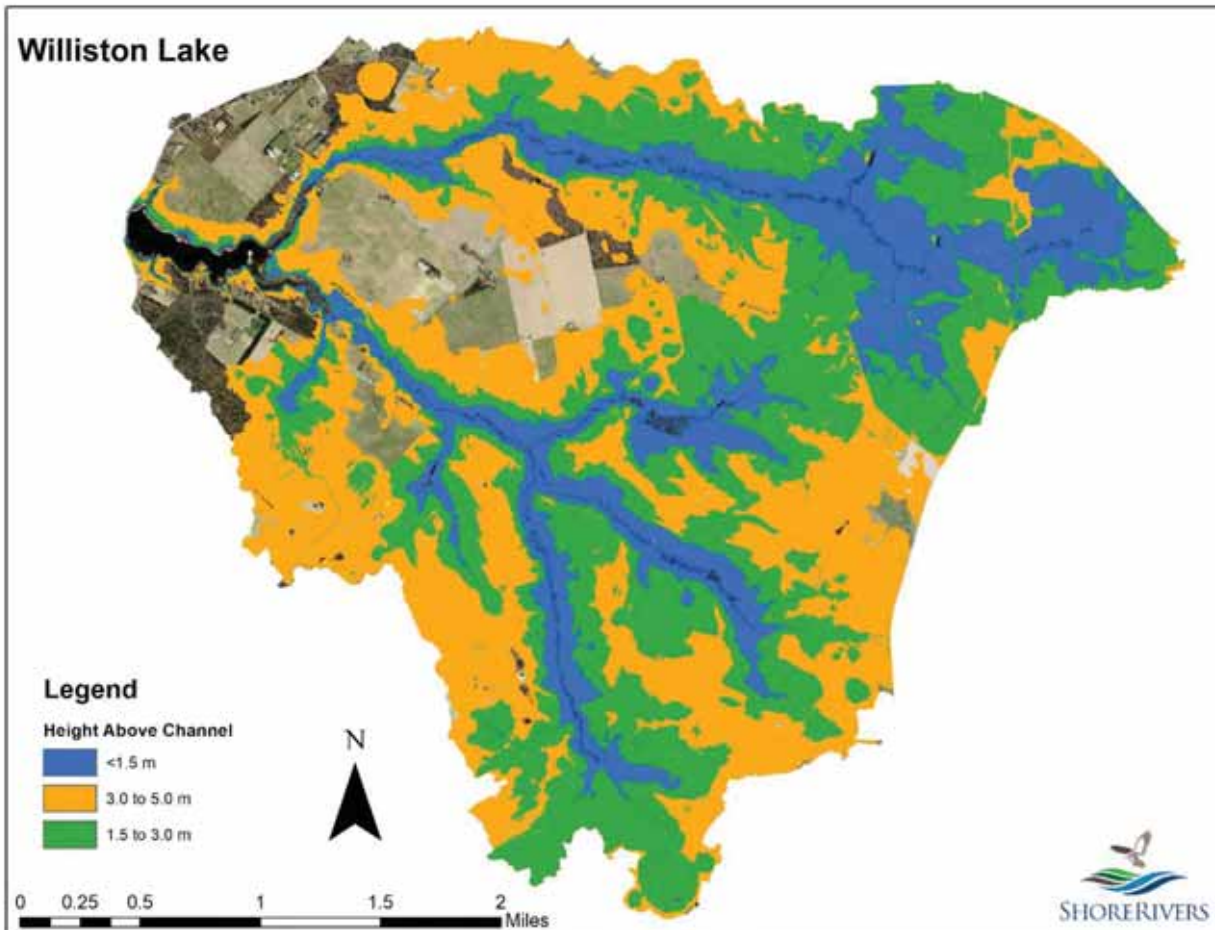 Williston Lake
Legend
Height Above Channel
<1.5 m
3.0 to 5.0 m
1.5 to 3.0 m
N
0 0.25 0.5 1 1.5 2
Miles
SHORERIVERS